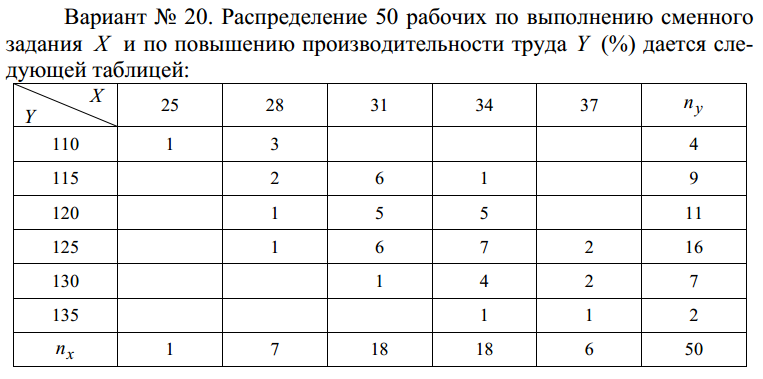 Вариант № 20. Распределение 50 рабочих по выполнению сменного
задания X и по повышению производительности труда Y (%) дается сле-
дующей таблицей:
X Y 25 28 31 34 37 n_y
110 1 3 4
115 2 6 1 9
120 1 5 5 11
125 1 6 7 2 16
130 1 4 2 7
135 1 1 2
n_x 1 7 18 18 6 50